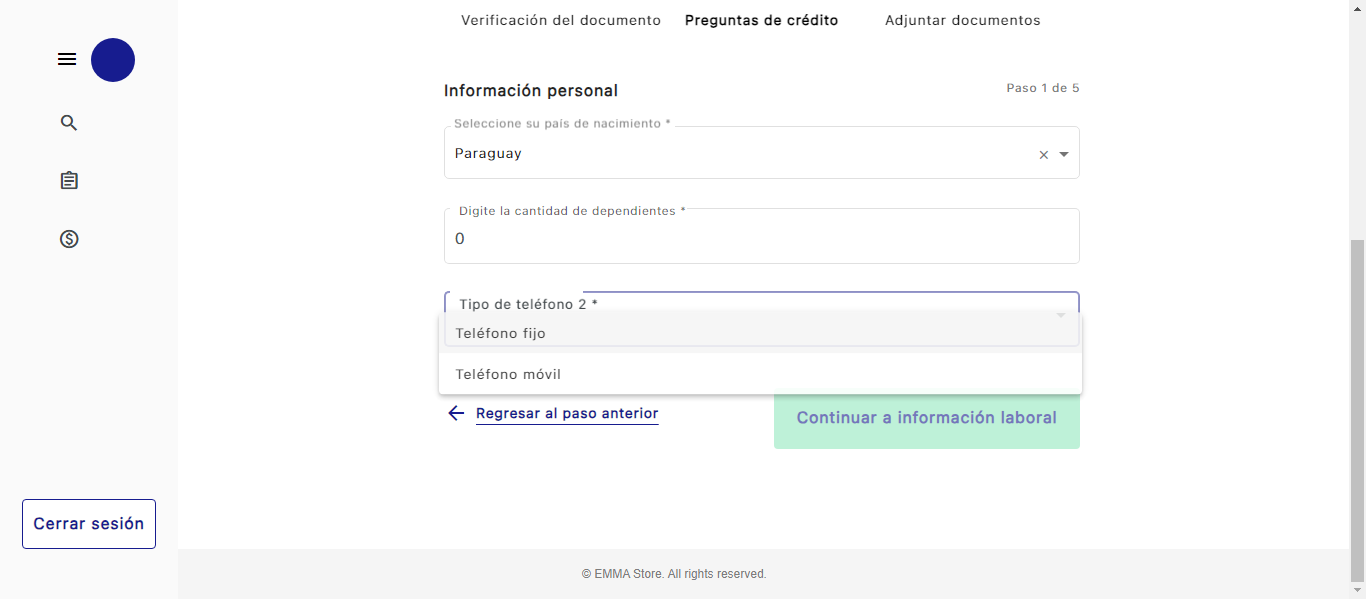 Verificación del documento Preguntas de crédito Adjuntar documentos
Información personal Paso 1 de 5
Seleccione su país de nacimiento *
Paraguay
Digite la cantidad de dependientes *
0
Tipo de teléfono 2 *
Teléfono fijo
Teléfono móvil
Regresar al paso anterior Continuar a información laboral
Cerrar sesión
© EMMA Store. All rights reserved.